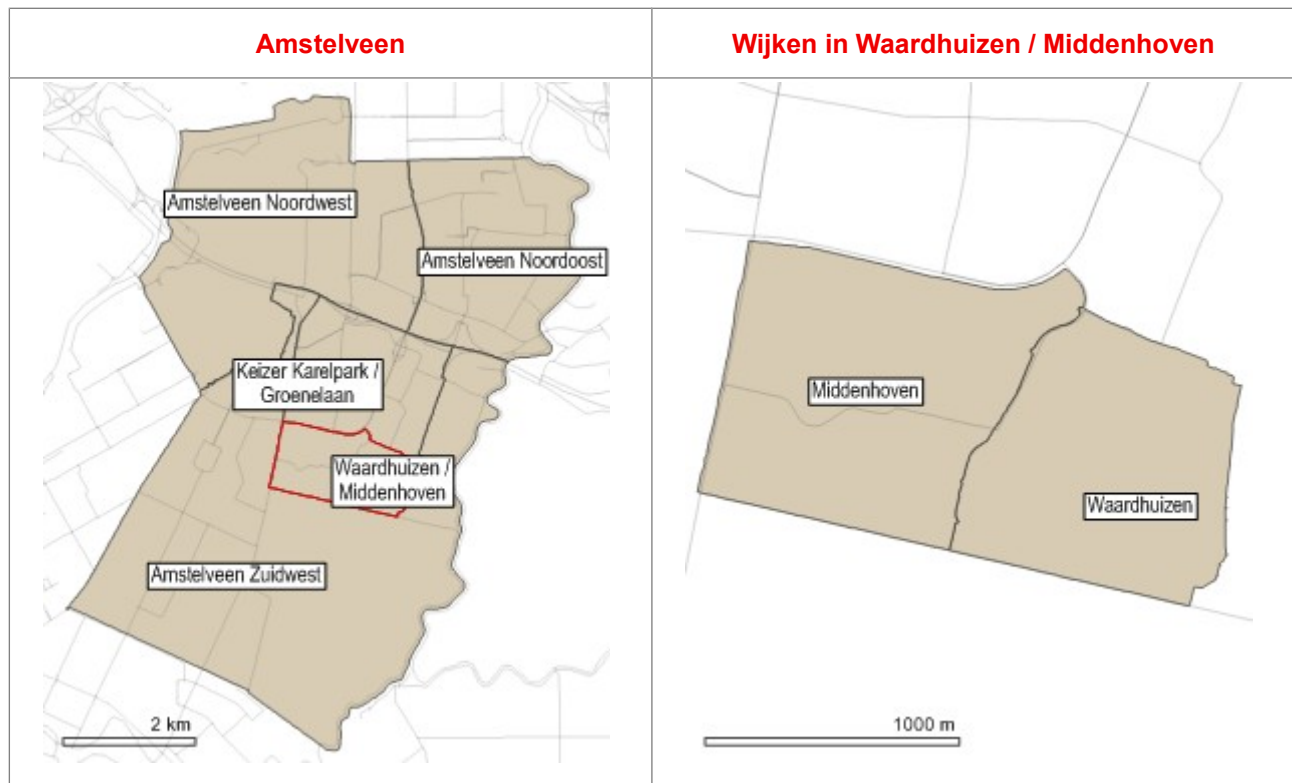 Amstelveen
Wijken in Waardhuizen / Middenhoven
Amstelveen Noordwest
Amstelveen Noordoost
Keizer Karelpark /
Groenelaan
Waardhuizen /
Middenhoven
Amstelveen Zuidwest
2 km
Middenhoven
Waardhuizen
1000 m